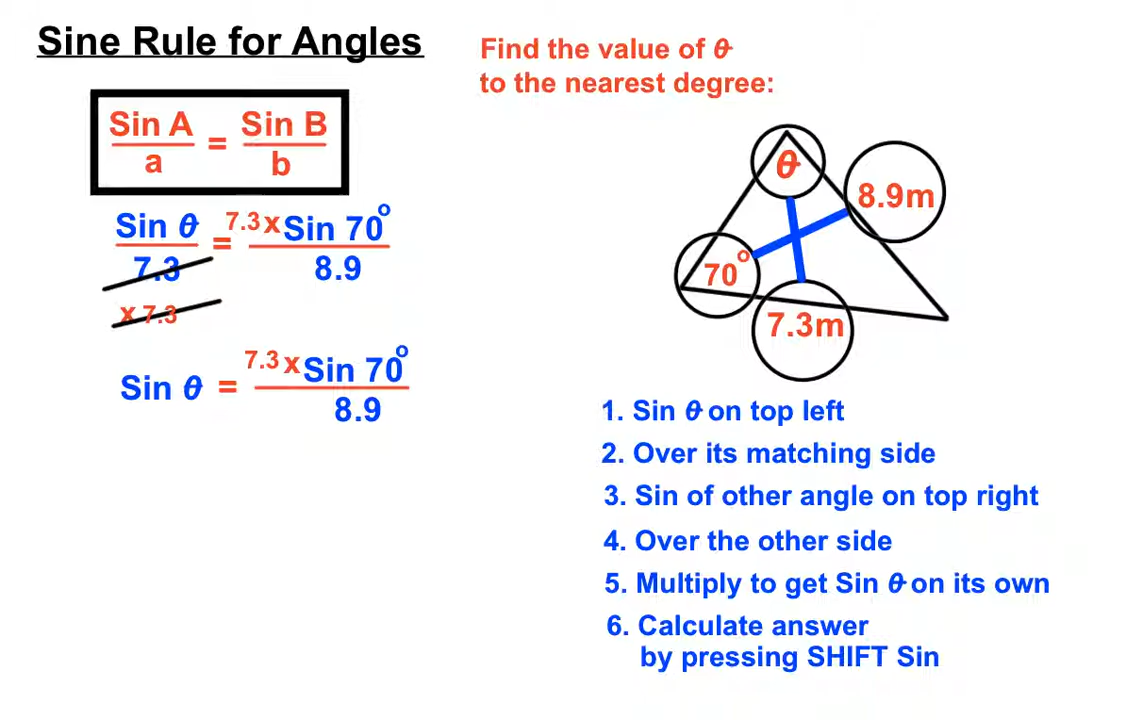 Sine Rule for Angles
Find the value of θ
to the nearest degree:
Sin A
a
=
Sin B
b
Sin θ
7.3
x 7.3
=
7.3 x Sin 70°
8.9
Sin θ
=
7.3 x Sin 70°
8.9
θ
8.9m
70°
7.3m
1. Sin θ on top left
2. Over its matching side
3. Sin of other angle on top right
4. Over the other side
5. Multiply to get Sin θ on its own
6. Calculate answer
by pressing SHIFT Sin